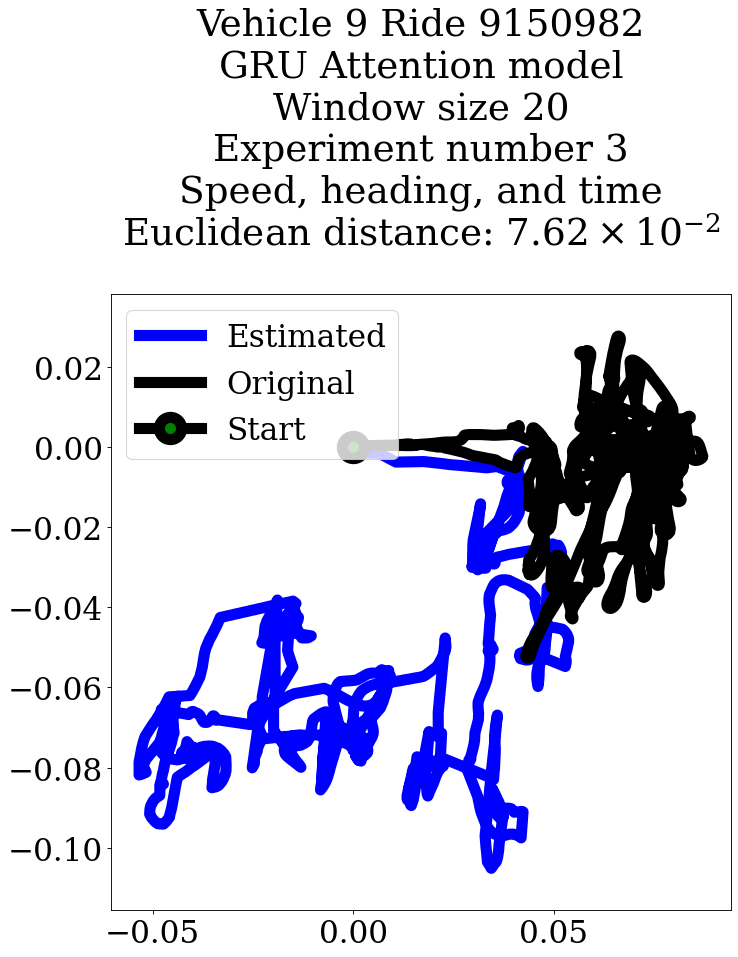 Vehicle 9 Ride 9150982
GRU Attention model
Window size 20
Experiment number 3
Speed, heading, and time
Euclidean distance: 7.62 × 10⁻²
Estimated
Original
Start
0.02
0.00
−0.02
−0.04
−0.06
−0.08
−0.10
−0.05 0.00 0.05